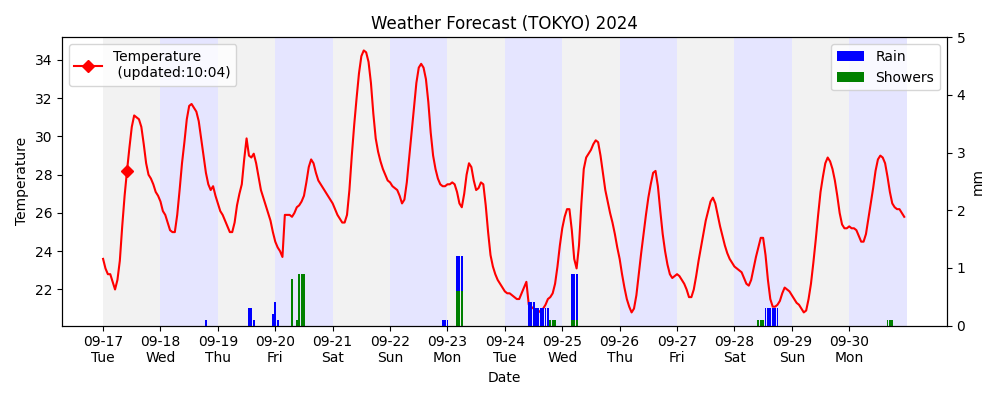 Weather Forecast (TOKYO) 2024
Temperature
(updated:10:04)
Rain
Showers
Temperature
34
32
30
28
26
24
22
5
4
3
2
1
0
mm
09-17 09-18 09-19 09-20 09-21 09-22 09-23 09-24 09-25 09-26 09-27 09-28 09-29 09-30
Tue Wed Thu Fri Sat Sun Mon Tue Wed Thu Fri Sat Sun Mon
Date